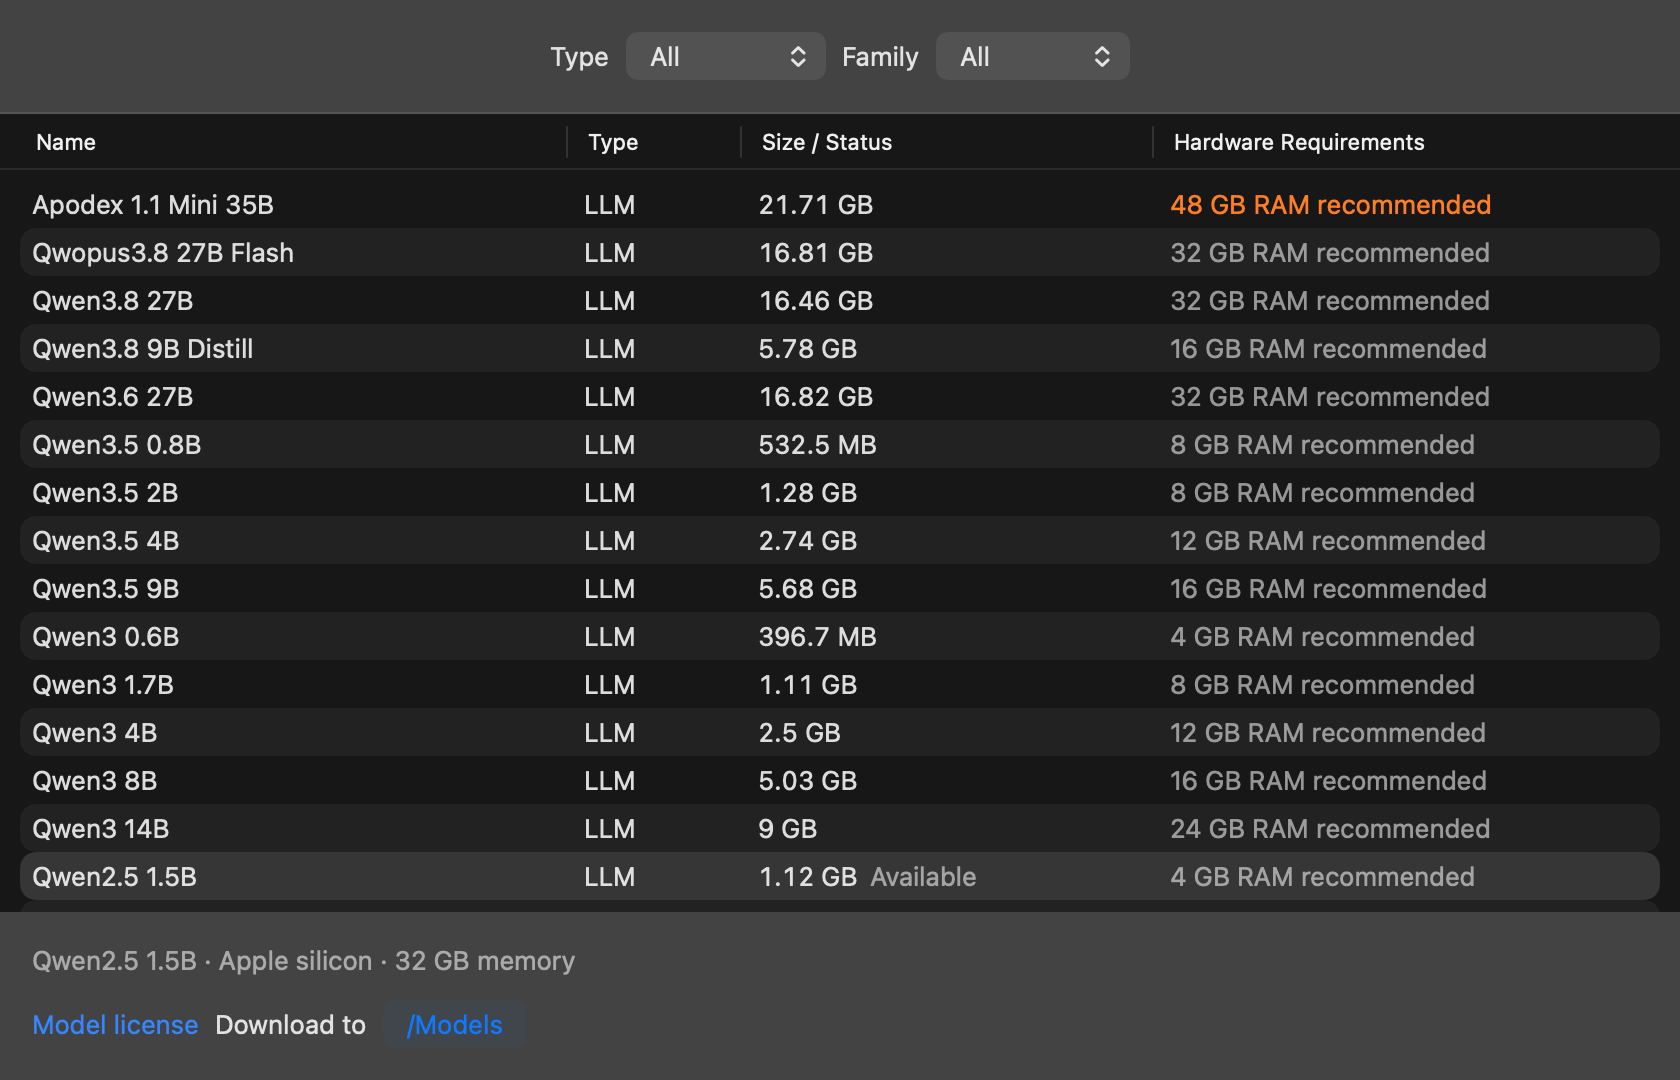 Type All Family All
Name Type Size / Status Hardware Requirements
Apodex 1.1 Mini 35B LLM 21.71 GB 48 GB RAM recommended
Qwopus3.8 27B Flash LLM 16.81 GB 32 GB RAM recommended
Qwen3.8 27B LLM 16.46 GB 32 GB RAM recommended
Qwen3.8 9B Distill LLM 5.78 GB 16 GB RAM recommended
Qwen3.6 27B LLM 16.82 GB 32 GB RAM recommended
Qwen3.5 0.8B LLM 532.5 MB 8 GB RAM recommended
Qwen3.5 2B LLM 1.28 GB 8 GB RAM recommended
Qwen3.5 4B LLM 2.74 GB 12 GB RAM recommended
Qwen3.5 9B LLM 5.68 GB 16 GB RAM recommended
Qwen3 0.6B LLM 396.7 MB 4 GB RAM recommended
Qwen3 1.7B LLM 1.11 GB 8 GB RAM recommended
Qwen3 4B LLM 2.5 GB 12 GB RAM recommended
Qwen3 8B LLM 5.03 GB 16 GB RAM recommended
Qwen3 14B LLM 9 GB 24 GB RAM recommended
Qwen2.5 1.5B LLM 1.12 GB Available 4 GB RAM recommended
Qwen2.5 1.5B · Apple silicon · 32 GB memory
Model license Download to /Models